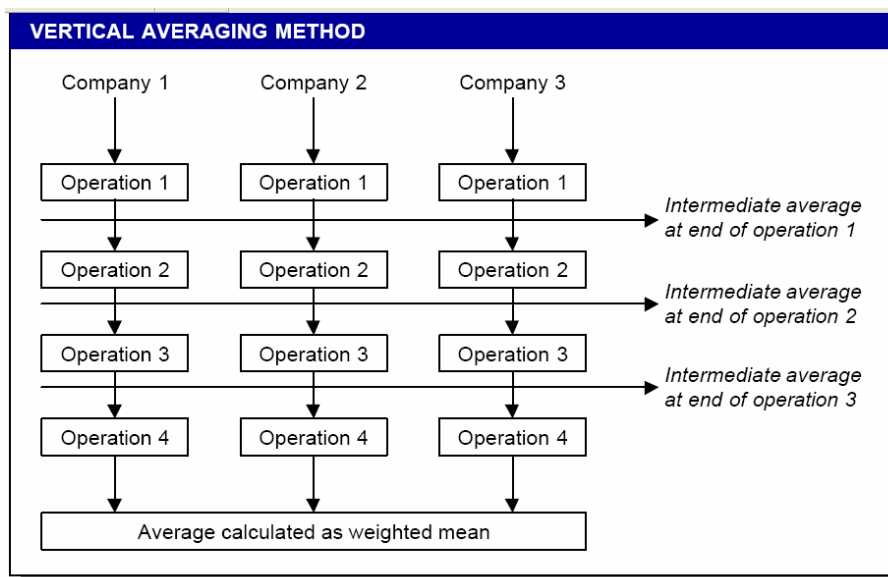 VERTICAL AVERAGING METHOD
Company 1
Company 2
Company 3
Operation 1
Operation 1
Operation 1
Intermediate average
at end of operation 1
Operation 2
Operation 2
Operation 2
Intermediate average
at end of operation 2
Operation 3
Operation 3
Operation 3
Intermediate average
at end of operation 3
Operation 4
Operation 4
Operation 4
Average calculated as weighted mean